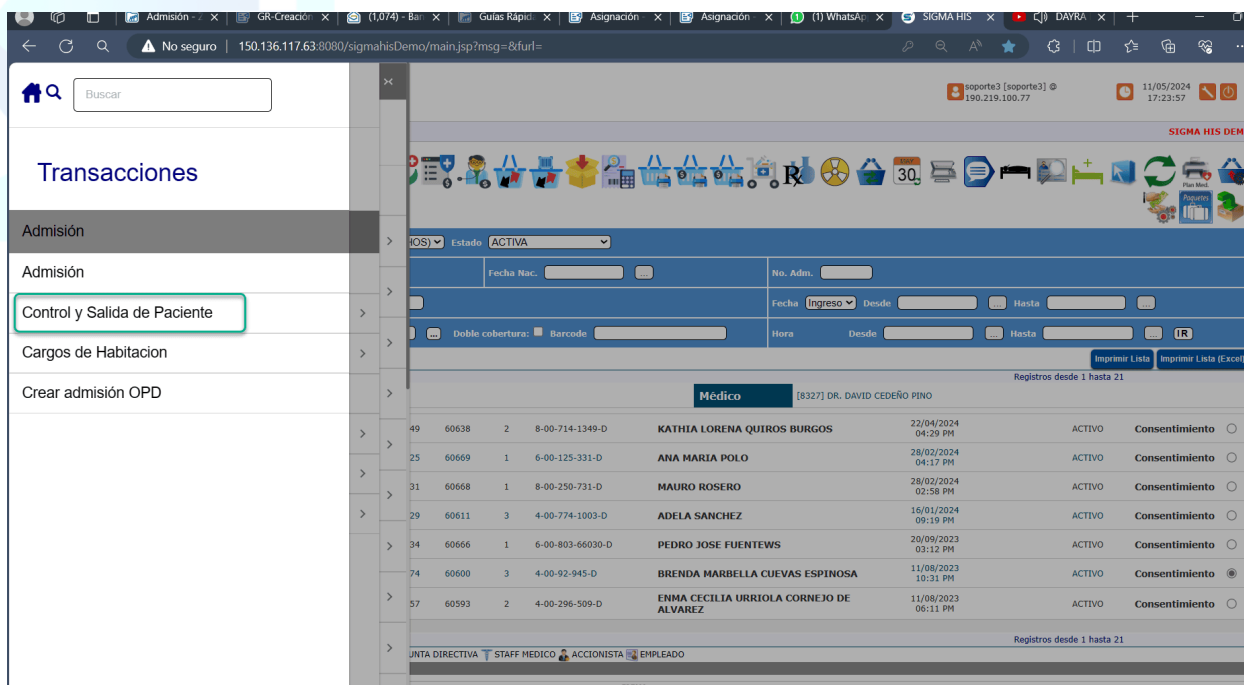 Admisión - 2
GR-Creación
(1,074) - Ban
Guías Rápid
Asignación -
Asignación -
(1) WhatsAp
SIGMA HIS
DAYRA
No seguro
150.136.117.63:8080/sigmahisDemo/main.jsp?msg=&furl=
Buscar
soporte3 [soporte3] @
190.219.100.77
11/05/2024
17:23:57
SIGMA HIS DEM
Transacciones
Admisión
Admisión
Control y Salida de Paciente
Cargos de Habitacion
Crear admisión OPD
30
Plan Med.
Paquetes
HOS) Estado ACTIVA
Fecha Nac. ... No. Adm.
Fecha Ingreso Desde ... Hasta ...
... Doble cobertura: Barcode Hora Desde ... Hasta ... IR
Imprimir Lista Imprimir Lista (Excel)
Registros desde 1 hasta 21
Médico [8327] DR. DAVID CEDEÑO PINO
49 60638 2 8-00-714-1349-D KATHIA LORENA QUIROS BURGOS 22/04/2024 04:29 PM ACTIVO Consentimiento
25 60669 1 6-00-125-331-D ANA MARIA POLO 28/02/2024 04:17 PM ACTIVO Consentimiento
31 60668 1 8-00-250-731-D MAURO ROSERO 28/02/2024 02:58 PM ACTIVO Consentimiento
29 60611 3 4-00-774-1003-D ADELA SANCHEZ 16/01/2024 09:19 PM ACTIVO Consentimiento
34 60666 1 6-00-803-66030-D PEDRO JOSE FUENTEWS 20/09/2023 03:12 PM ACTIVO Consentimiento
74 60600 3 4-00-92-945-D BRENDA MARBELLA CUEVAS ESPINOSA 11/08/2023 10:31 PM ACTIVO Consentimiento
57 60593 2 4-00-296-509-D ENMA CECILIA URRIOLA CORNEJO DE ALVAREZ 11/08/2023 06:11 PM ACTIVO Consentimiento
Registros desde 1 hasta 21
UNTA DIRECTIVA STAFF MEDICO ACCIONISTA EMPLEADO